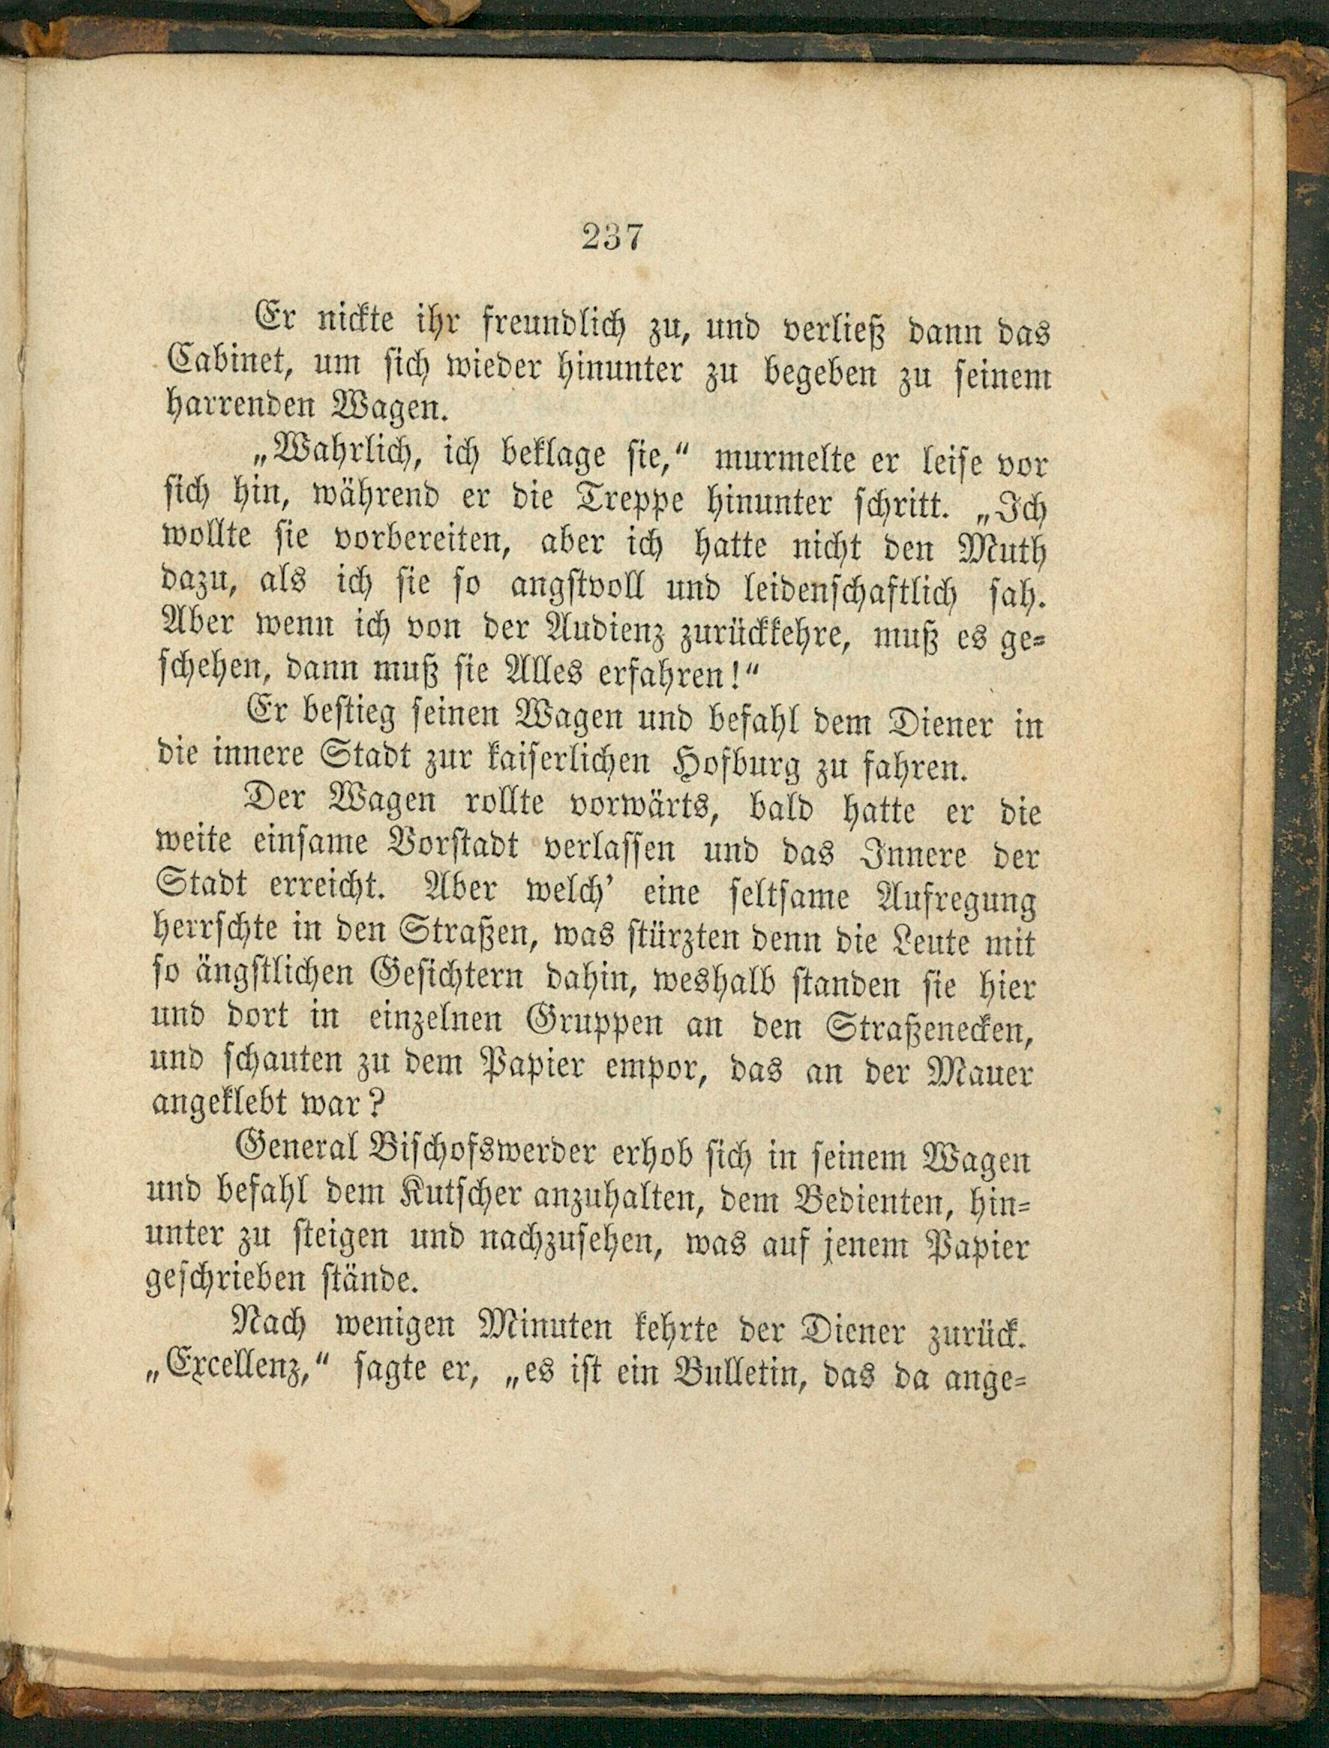 237
Er nickte ihr freundlich zu, und verließ dann das
Cabinet, um sich wieder hinunter zu begeben zu seinem
harrenden Wagen.
„Wahrlich, ich beklage sie,“ murmelte er leise vor
sich hin, während er die Treppe hinunter schritt. „Ich
wollte sie vorbereiten, aber ich hatte nicht den Muth
dazu, als ich sie so angstvoll und leidenschaftlich sah.
Aber wenn ich von der Audienz zurückkehre, muß es ge-
schehen, dann muß sie Alles erfahren!“
Er bestieg seinen Wagen und befahl dem Diener in
die innere Stadt zur kaiserlichen Hofburg zu fahren.
Der Wagen rollte vorwärts, bald hatte er die
weite einsame Vorstadt verlassen und das Innere der
Stadt erreicht. Aber welch’ eine seltsame Aufregung
herrschte in den Straßen, was stürzten denn die Leute mit
so ängstlichen Gesichtern dahin, weshalb standen sie hier
und dort in einzelnen Gruppen an den Straßenecken,
und schauten zu dem Papier empor, das an der Mauer
angeklebt war?
General Bischofswerder erhob sich in seinem Wagen
und befahl dem Kutscher anzuhalten, dem Bedienten, hin-
unter zu steigen und nachzusehen, was auf jenem Papier
geschrieben stände.
Nach wenigen Minuten kehrte der Diener zurück.
„Excellenz,“ sagte er, „es ist ein Bulletin, das da ange-